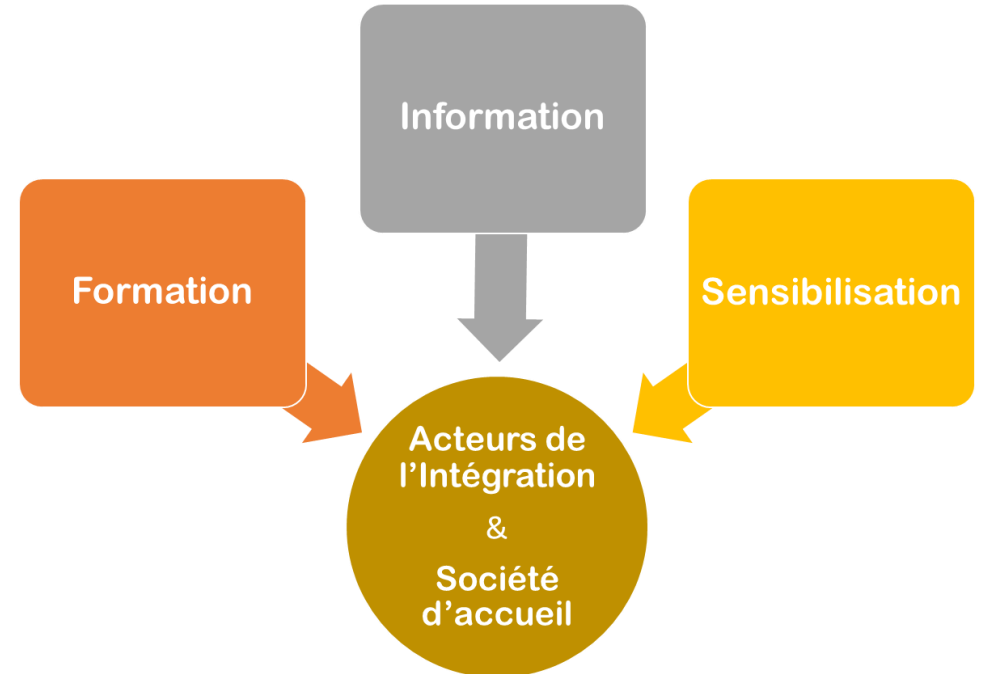 Information
Formation
Sensibilisation
Acteurs de
l’Intégration
&
Société
d’accueil